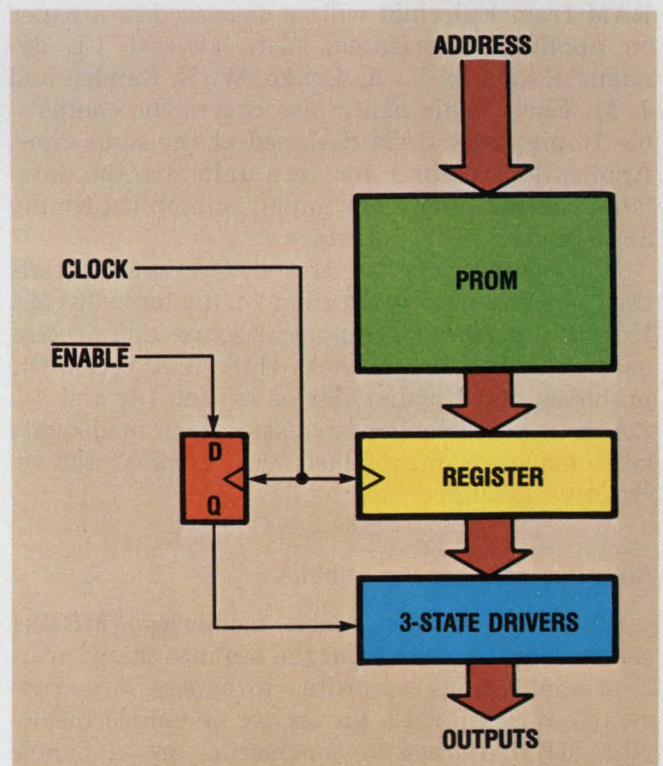 ADDRESS
PROM
CLOCK
ENABLE
D
Q
REGISTER
3-STATE DRIVERS
OUTPUTS